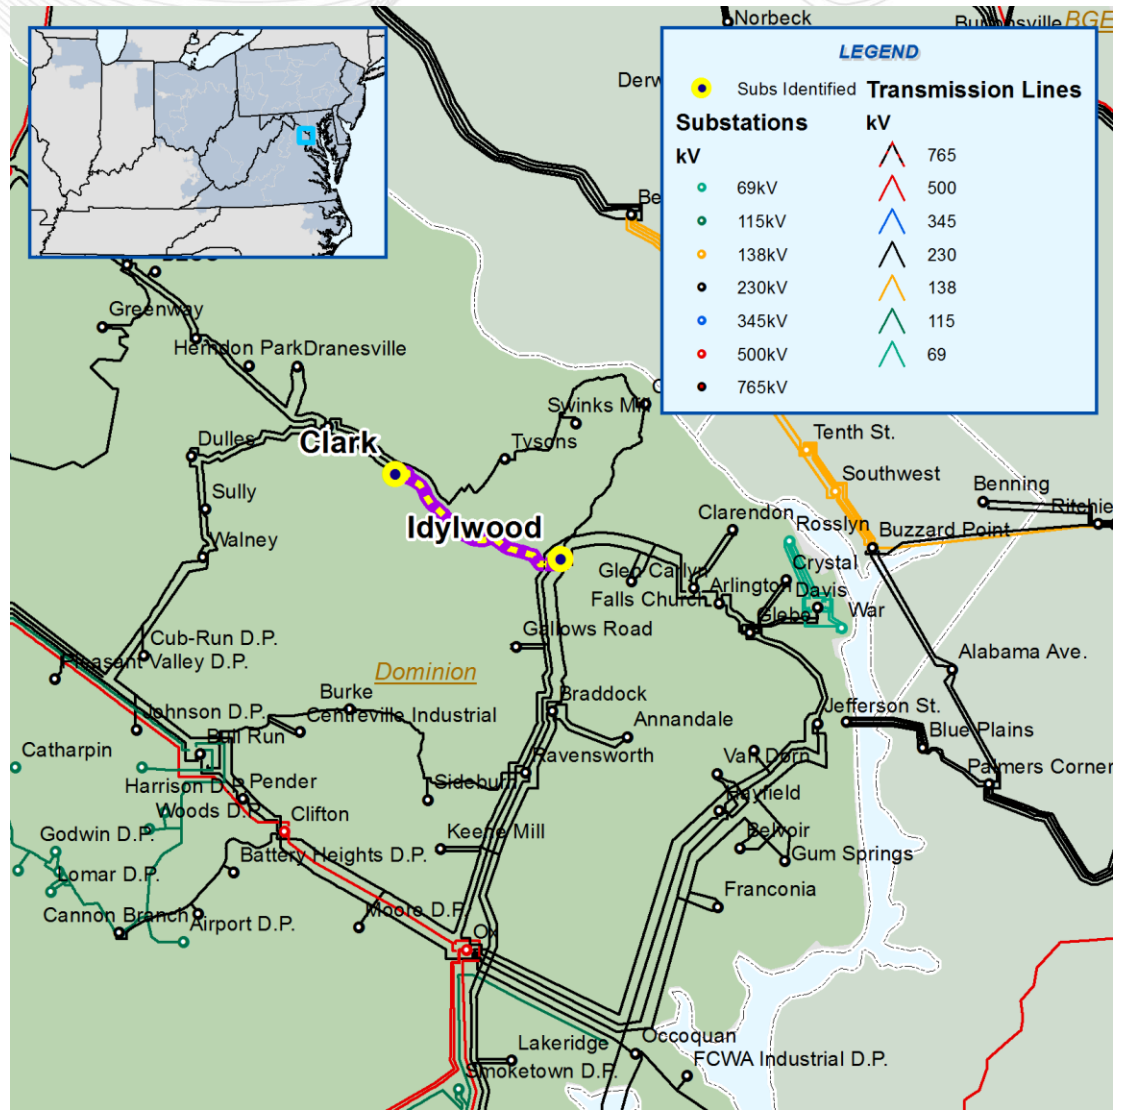 Norbeck
BGE
LEGEND
Subs Identified
Substations
kV
69kV
115kV
138kV
230kV
345kV
500kV
765kV
Transmission Lines
kV
765
500
345
230
138
115
69
Greenway
Herndon Park
Dranesville
Clark
Swinks Mill
Tysons
Dulles
Sully
Walney
Idylwood
Tenth St.
Southwest
Benning
Ritchie
Clarendon
Rosslyn
Buzzard Point
Glen Carlyn
Crystal
Arlington
Davis
Falls Church
Glebe
War
Gallows Road
Cub-Run D.P.
Pleasant Valley D.P.
Dominion
Alabama Ave.
Burke
Braddock
Centreville Industrial
Annandale
Jefferson St.
Johnson D.P.
Blue Plains
Bull Run
Catharpin
Ravensworth
Van Dorn
Palmers Corner
Harrison D.P.
Pender
Sideburn
Hayfield
Woods D.P.
Clifton
Godwin D.P.
Keene Mill
Belvoir
Battery Heights D.P.
Gum Springs
Lomar D.P.
Franconia
Cannon Branch
Airport D.P.
Moore D.P.
Ox
Lakeridge
Occoquan
FCWA Industrial D.P.
Smoketown D.P.